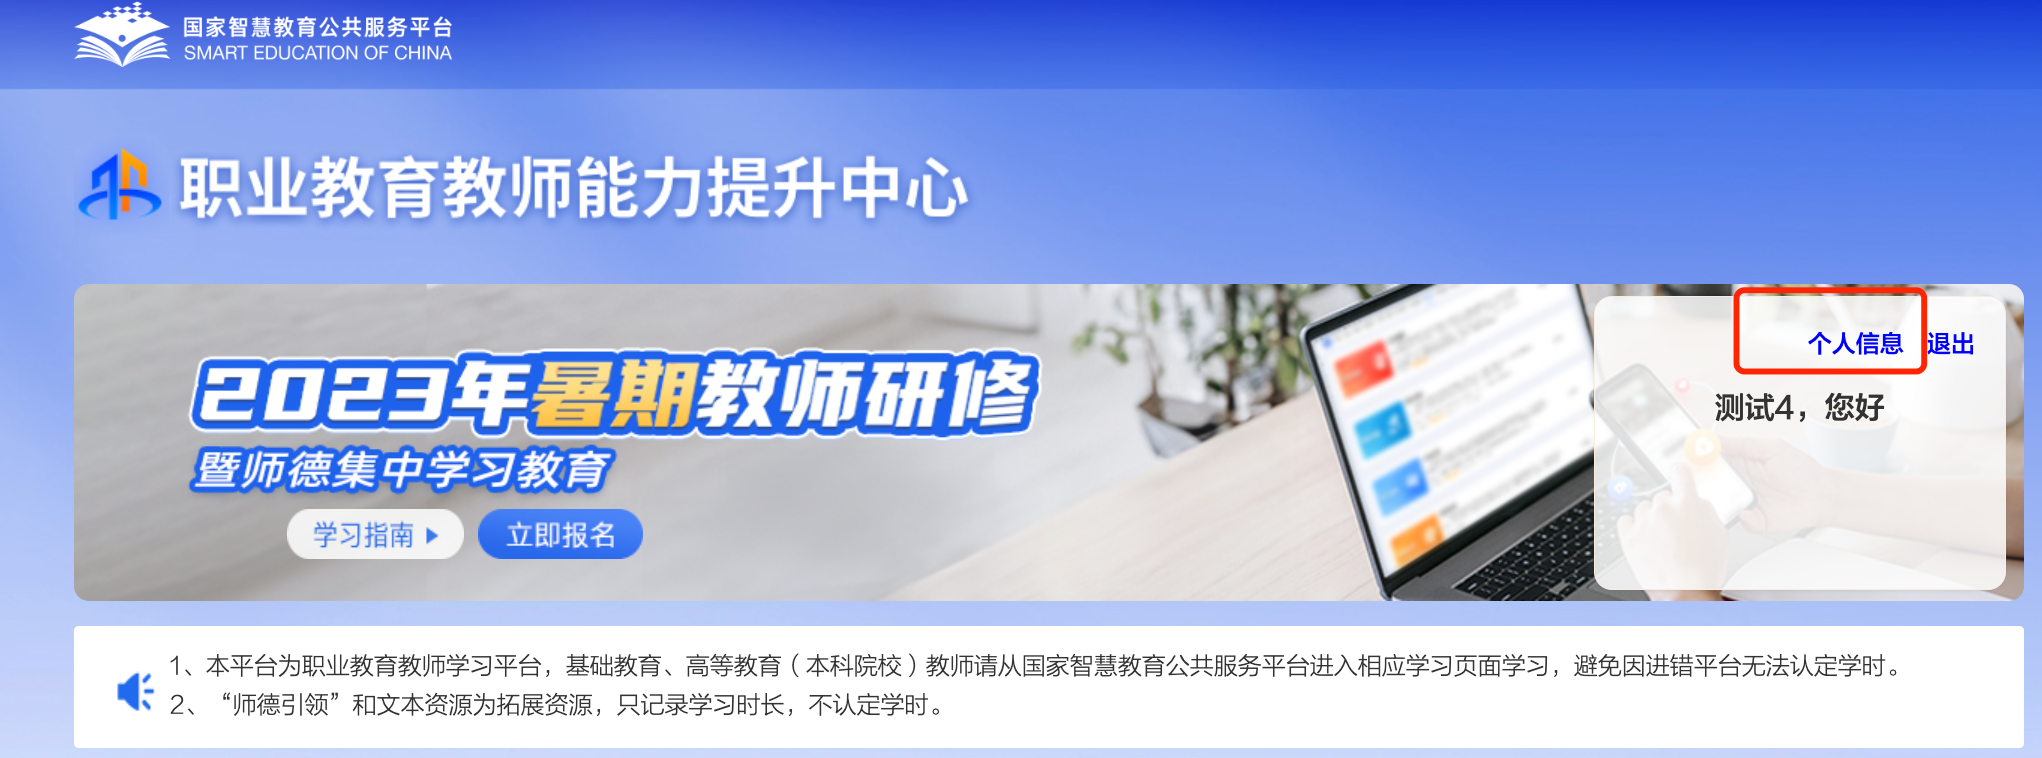 国家智慧教育公共服务平台
SMART EDUCATION OF CHINA
职业教育教师能力提升中心
个人信息 退出
测试4，您好
2023年暑期教师研修
暨师德集中学习教育
学习指南 立即报名
1、本平台为职业教育教师学习平台，基础教育、高等教育（本科院校）教师请从国家智慧教育公共服务平台进入相应学习页面学习，避免因进错平台无法认定学时。
2、“师德引领”和文本资源为拓展资源，只记录学习时长，不认定学时。